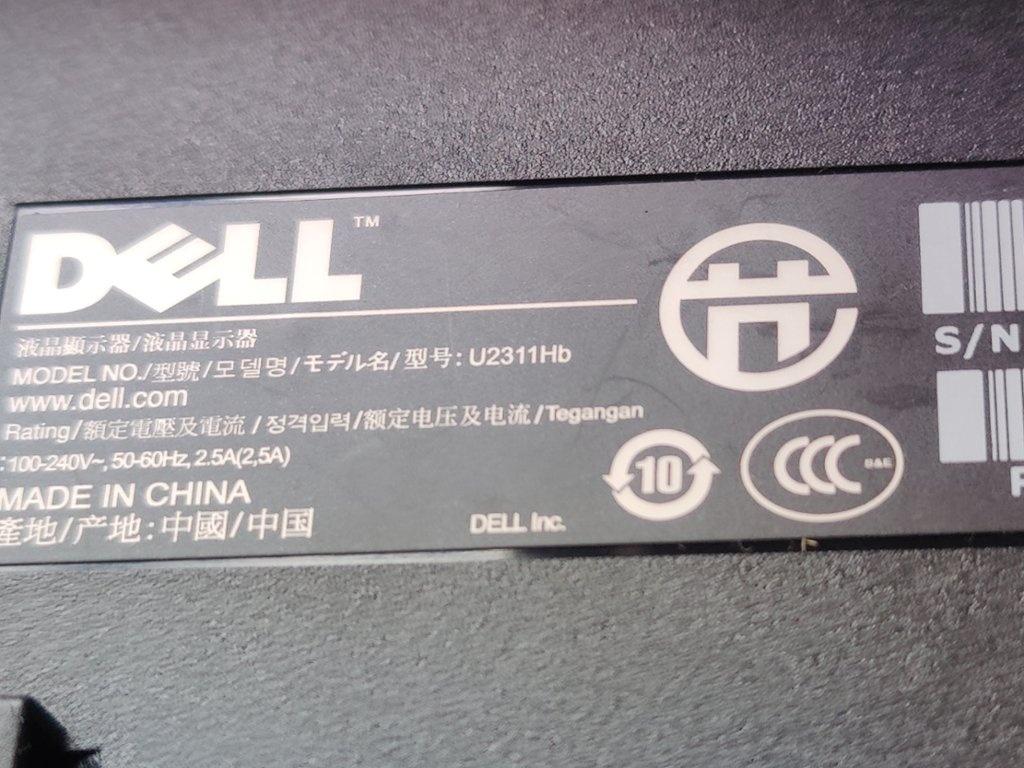 DELL™
液晶顯示器/液晶显示器
MODEL NO./型號/모델명/モデル名/型号: U2311Hb
www.dell.com
Rating/額定電壓及電流/정격입력/额定电压及电流/Tegangan
:100-240V~, 50-60Hz, 2.5A(2,5A)
MADE IN CHINA
產地/产地:中國/中国
DELL Inc.
10
CCC
S&E
S/N